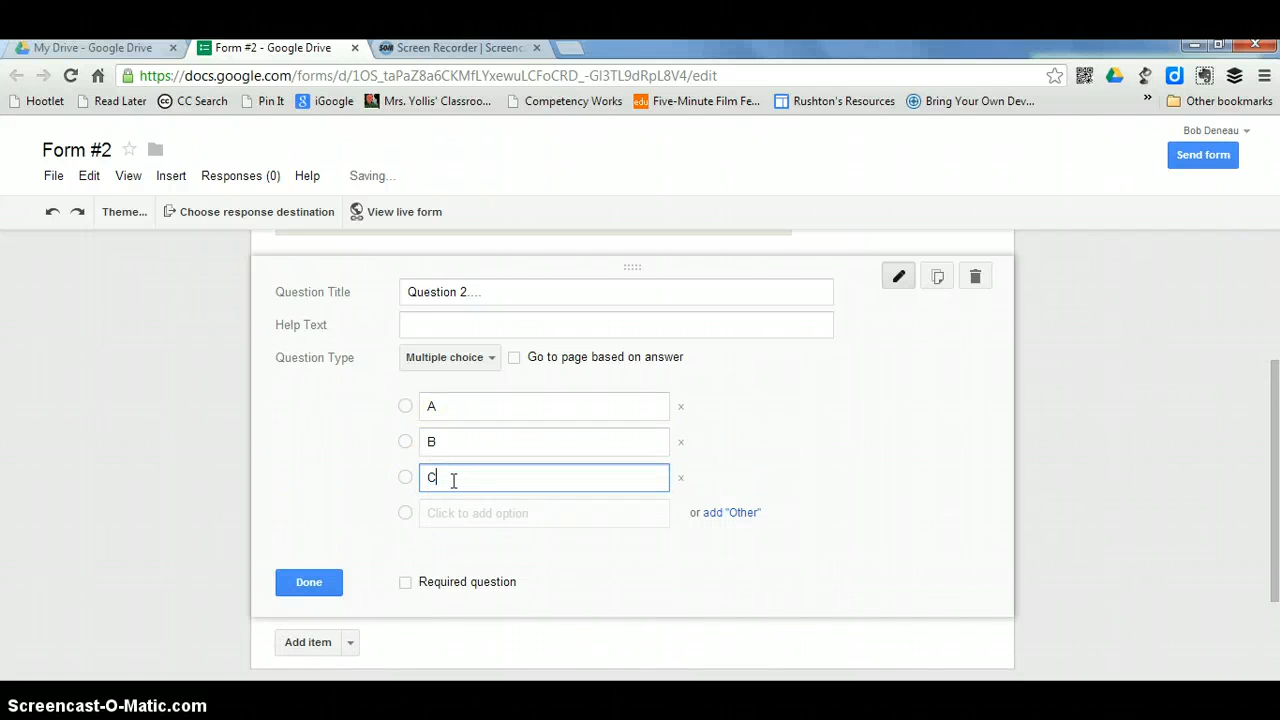 My Drive - Google Drive x Form #2 - Google Drive x som Screen Recorder | Screenc x
https://docs.google.com/forms/d/1OS_taPaZ8a6CKMfLYxewuLCFoCRD_-GI3TL9dRpL8V4/edit
Hootlet Read Later cc CC Search Pin It g iGoogle Mrs. Yollis' Classroo... Competency Works edu Five-Minute Film Fe... Rushton's Resources Bring Your Own Dev... » Other bookmarks
Bob Deneau
Form #2
Send form
File Edit View Insert Responses (0) Help Saving...
Theme... Choose response destination View live form
Question Title Question 2....
Help Text
Question Type Multiple choice Go to page based on answer
A x
B x
C x
Click to add option or add "Other"
Done Required question
Add item
Screencast-O-Matic.com